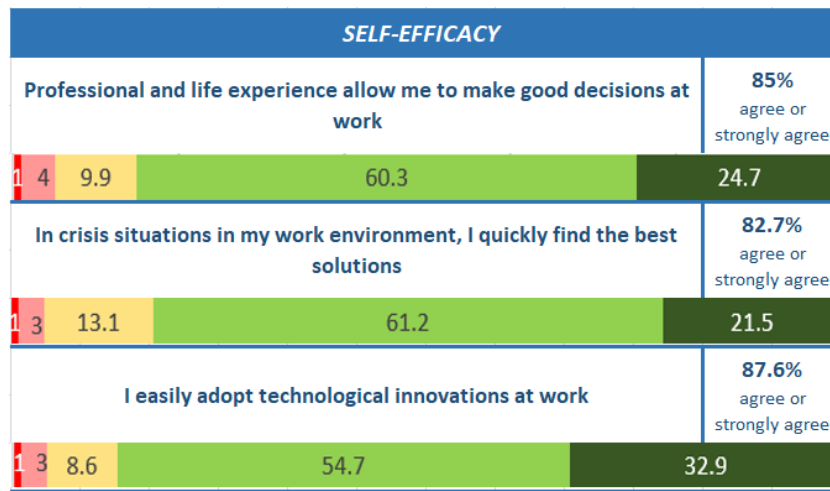 SELF-EFFICACY
Professional and life experience allow me to make good decisions at
work
85%
agree or
strongly agree
1 4 9.9 60.3 24.7
In crisis situations in my work environment, I quickly find the best
solutions
82.7%
agree or
strongly agree
1 3 13.1 61.2 21.5
I easily adopt technological innovations at work
87.6%
agree or
strongly agree
1 3 8.6 54.7 32.9